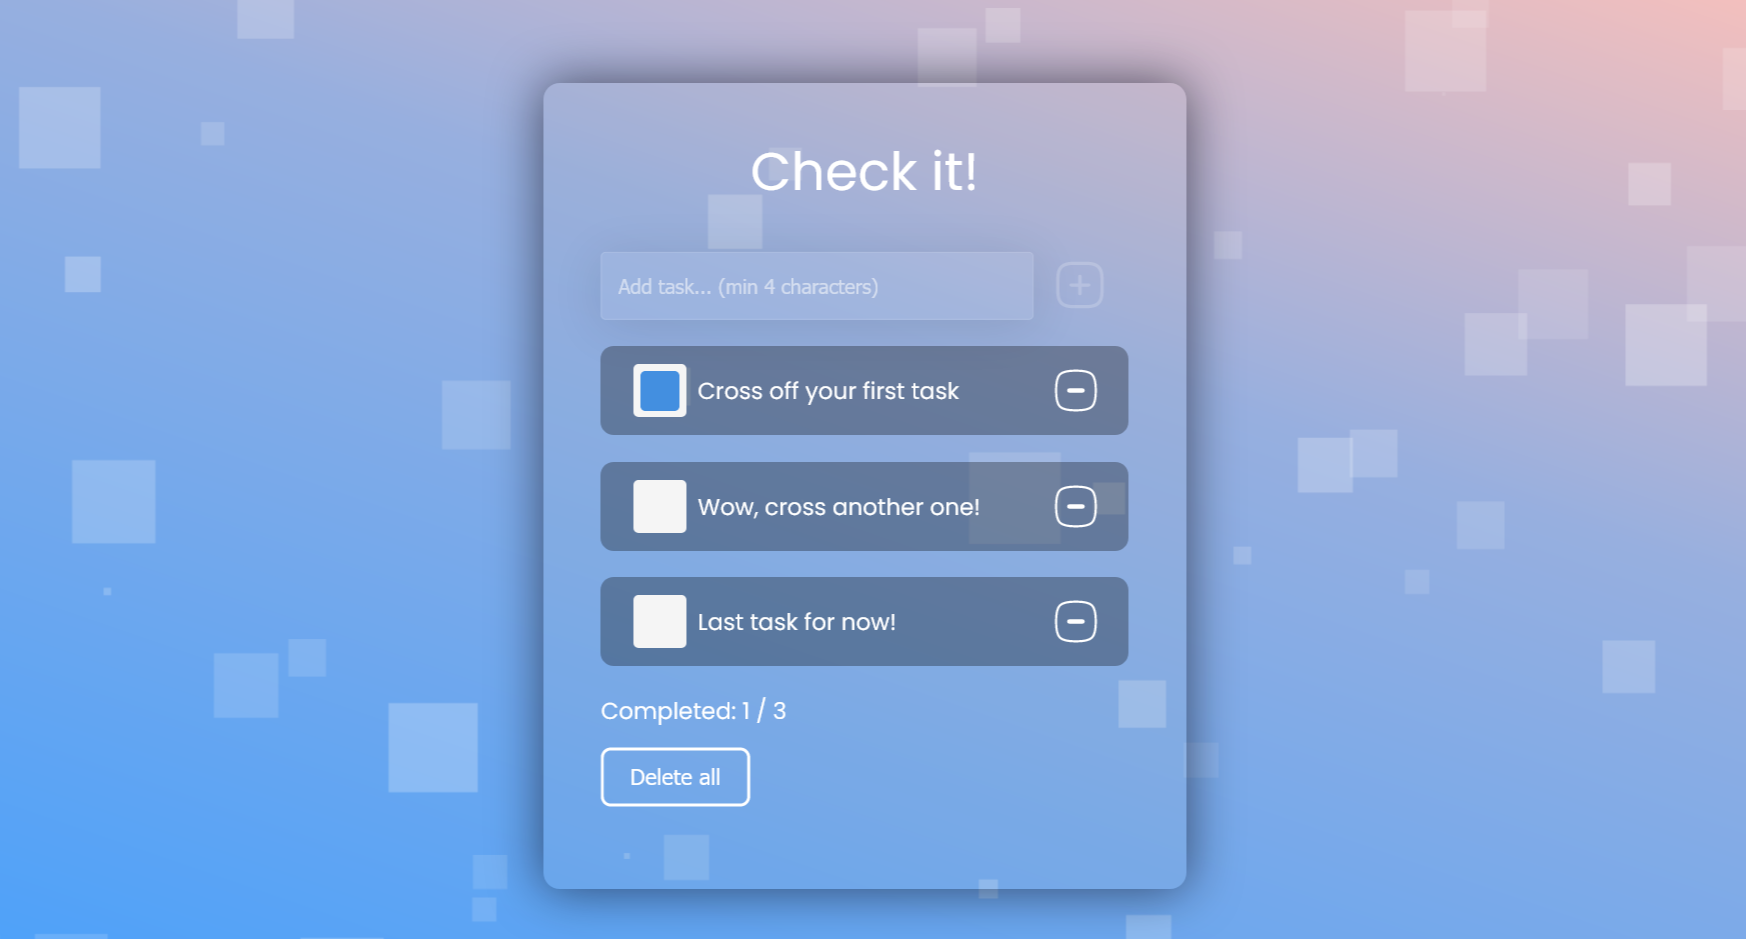 Check it!
Add task... (min 4 characters)
Cross off your first task
Wow, cross another one!
Last task for now!
Completed: 1 / 3
Delete all